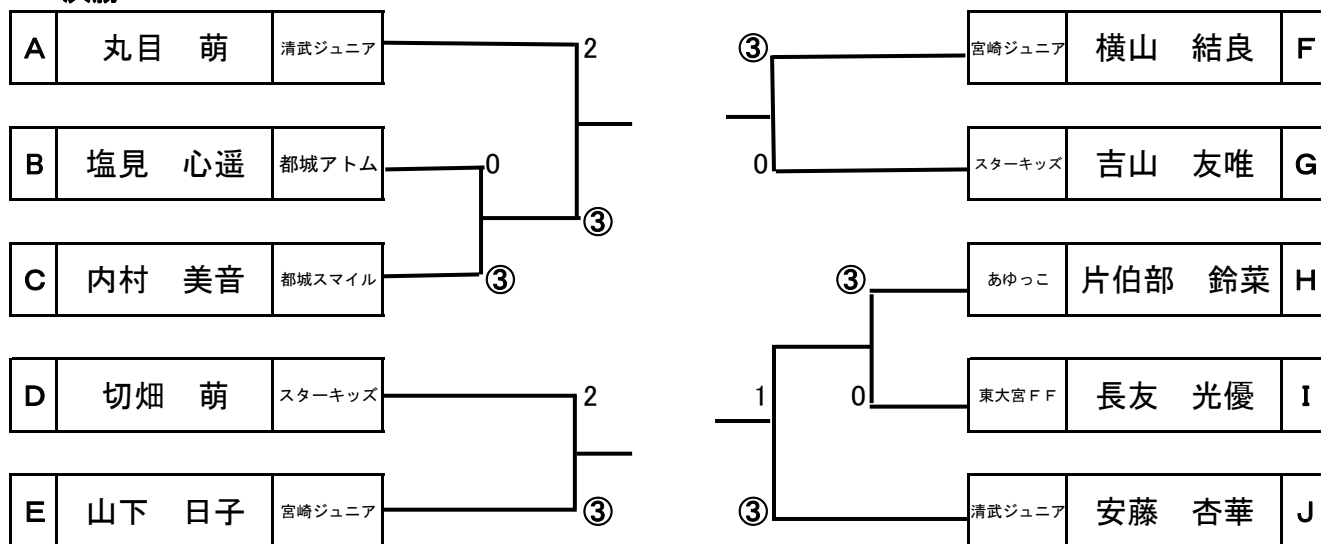 A 丸目 萌 清武ジュニア 2
B 塩見 心遥 都城アトム 0
③
C 内村 美音 都城スマイル ③
D 切畑 萌 スターキッズ 2
E 山下 日子 宮崎ジュニア ③
③ 宮崎ジュニア 横山 結良 F
0 スターキッズ 吉山 友唯 G
③ あゆっこ 片伯部 鈴菜 H
1 0 東大宮FF 長友 光優 I
③ 清武ジュニア 安藤 杏華 J